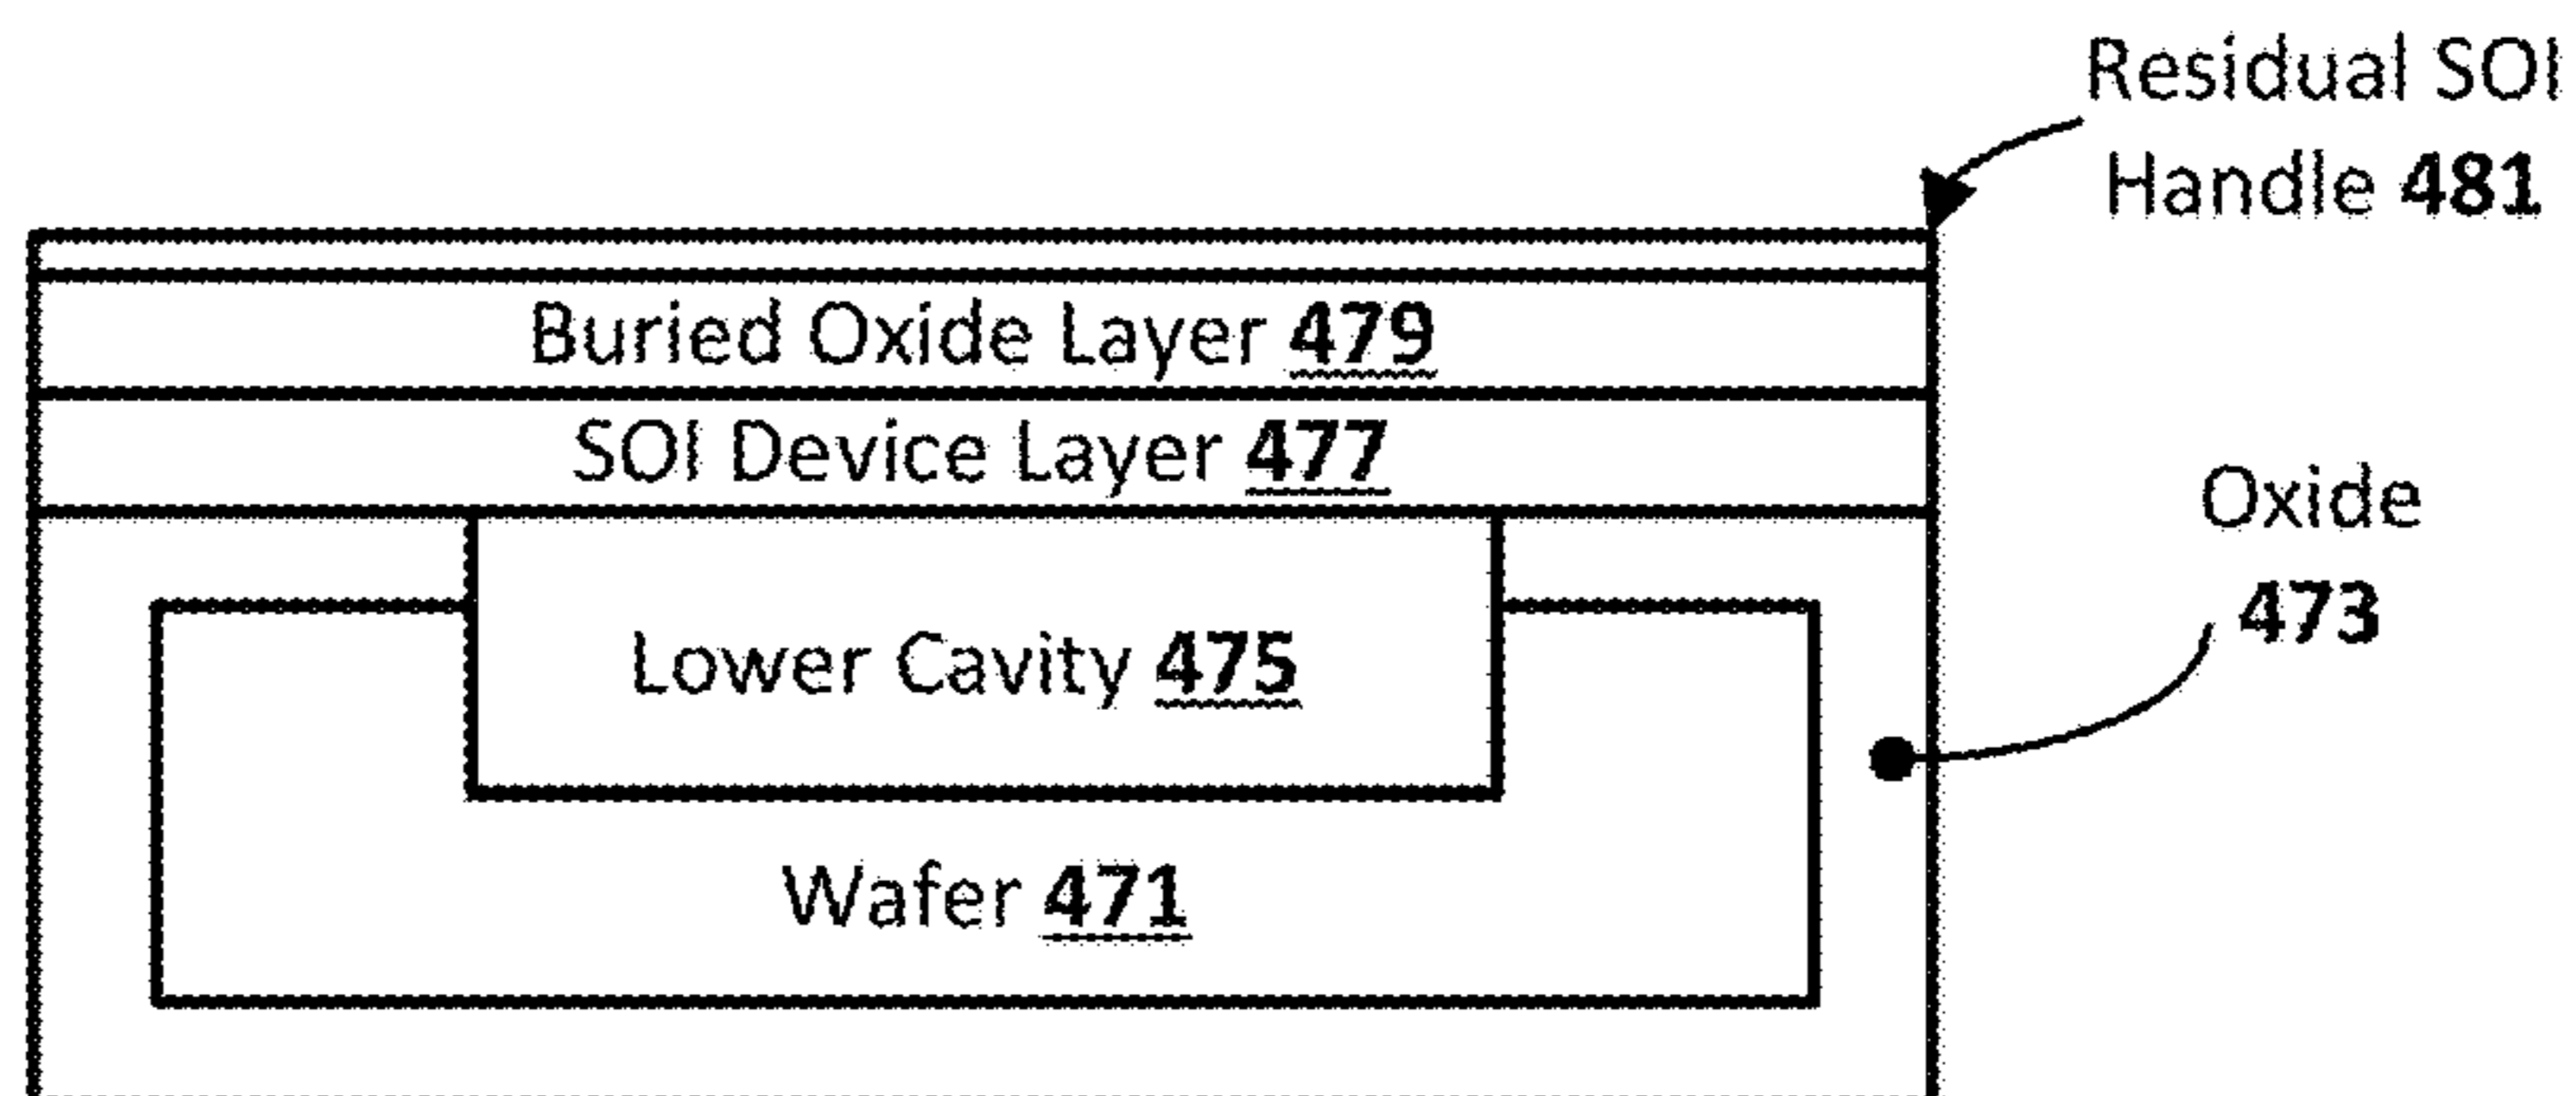 Residual SOI
Handle 481
Buried Oxide Layer 479
SOI Device Layer 477
Oxide
473
Lower Cavity 475
Wafer 471